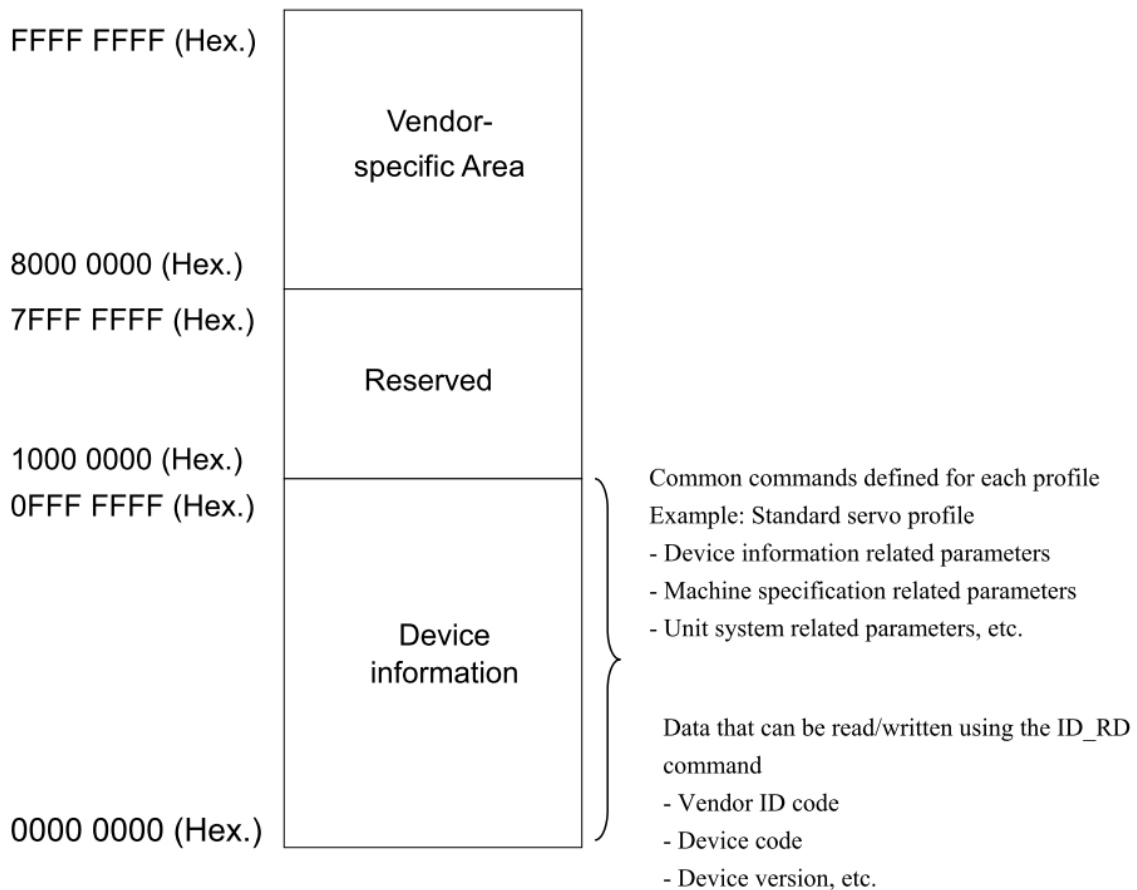 FFFF FFFF (Hex.)
Vendor-
specific Area
8000 0000 (Hex.)
7FFF FFFF (Hex.)
Reserved
1000 0000 (Hex.)
0FFF FFFF (Hex.)
Device
information
0000 0000 (Hex.)
Common commands defined for each profile
Example: Standard servo profile
- Device information related parameters
- Machine specification related parameters
- Unit system related parameters, etc.
Data that can be read/written using the ID_RD
command
- Vendor ID code
- Device code
- Device version, etc.